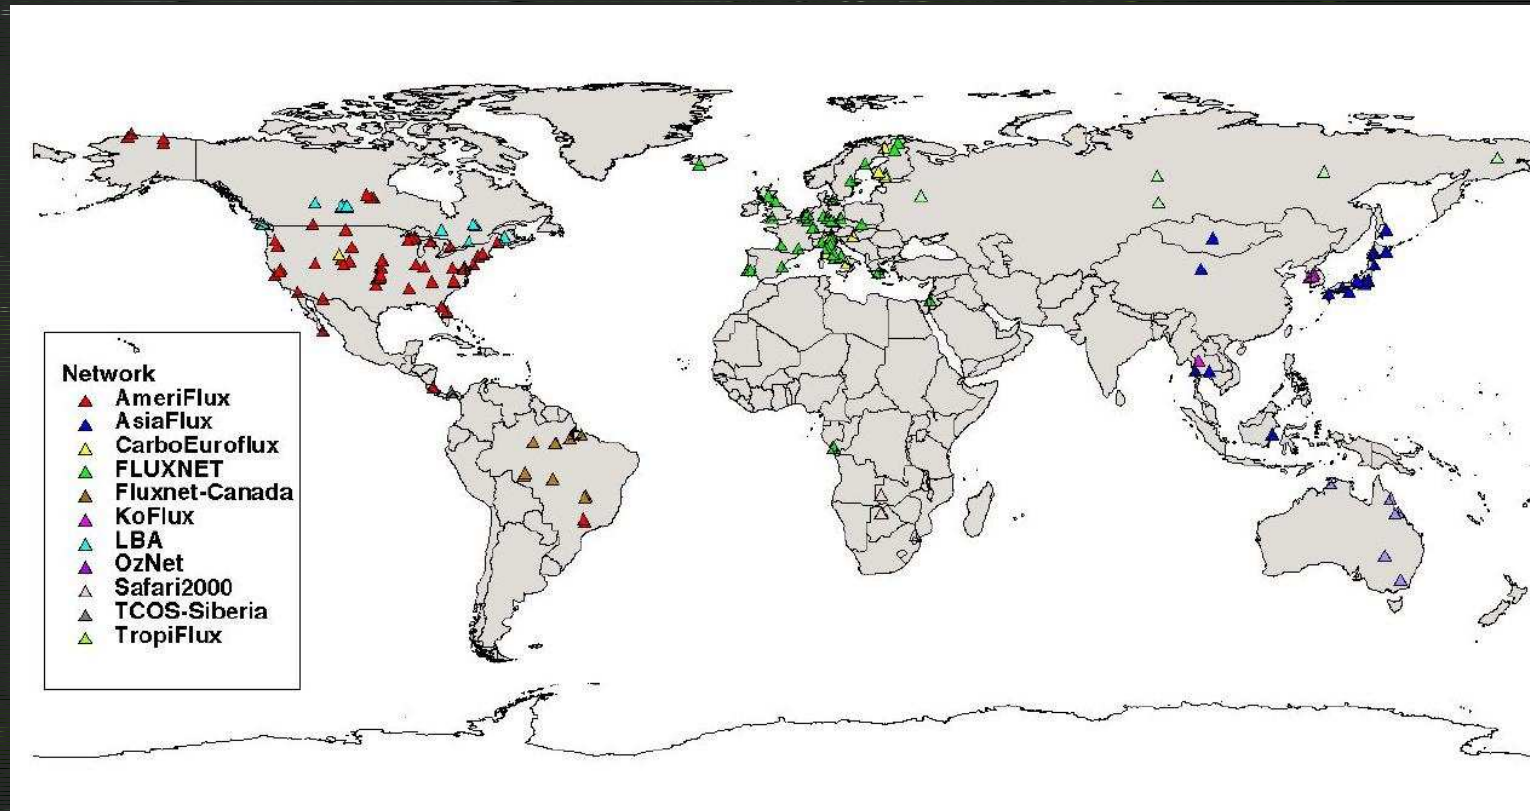 Network
AmeriFlux
AsiaFlux
CarboEuroflux
FLUXNET
Fluxnet-Canada
KoFlux
LBA
OzNet
Safari2000
TCOS-Siberia
TropiFlux